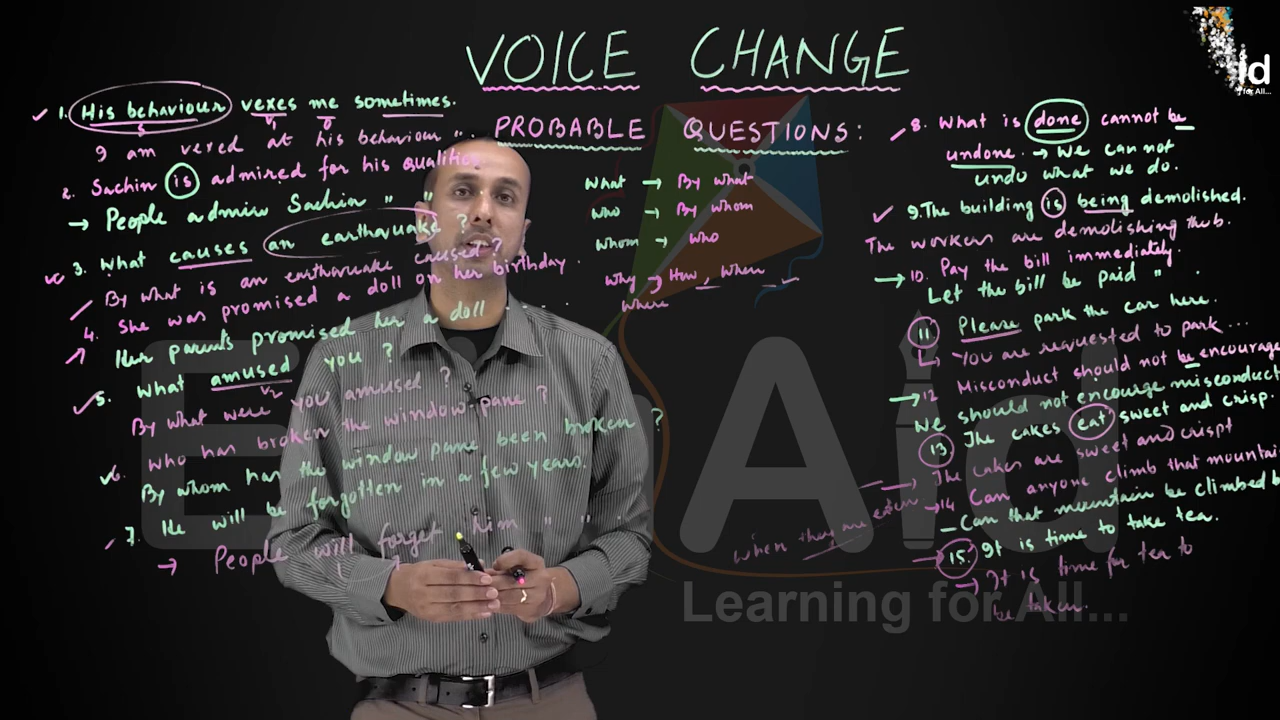 VOICE CHANGE
PROBABLE QUESTIONS:
1. His behaviour vexes me sometimes.
S V O
I am vexed at his behaviour " .
2. Sachin is admired for his qualities.
→ People admire Sachin " "
3. What causes an earthquake ?
By what is an earthquake caused ?
4. She was promised a doll on her birthday .
Her parents promised her a doll . . . . .
5. What amused you ?
V2
By what were you amused ?
6. Who has broken the window-pane ?
By whom has the window pane been broken ?
7. He will be forgotten in a few years.
→ People will forget him " " " .
What → By what
Who → By whom
Whom → who
Why → How, When
Where
8. What is done cannot be
undone. → We can not
undo what we do.
9. The building is being demolished.
The workers are demolishing the b.
10. Pay the bill immediately.
Let the bill be paid " .
11 Please park the car here.
You are requested to park ...
12 Misconduct should not be encourage
We should not encourage misconduct
13 The cakes eat sweet and crisp.
The cakes are sweet and crispt
when they are eaten
14 Can anyone climb that mountai
Can that mountain be climbed b
15. It is time to take tea.
→ It is time for tea to
be taken.
id
for All...
EduAid
Learning for All...